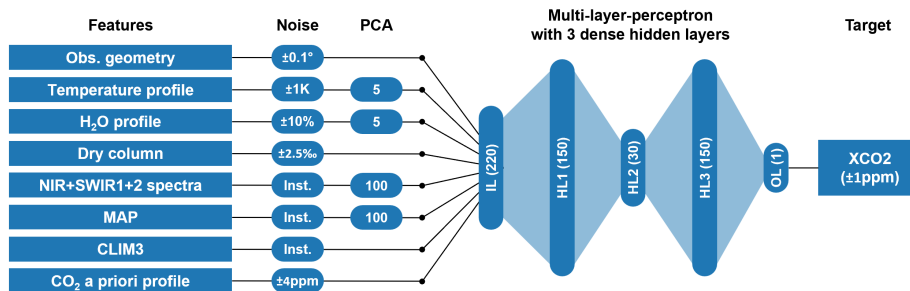 Features Noise PCA Multi-layer-perceptron Target
with 3 dense hidden layers
Obs. geometry ±0.1°
Temperature profile ±1K 5
H₂O profile ±10% 5
Dry column ±2.5‰
NIR+SWIR1+2 spectra Inst. 100
MAP Inst. 100
CLIM3 Inst.
CO₂ a priori profile ±4ppm
IL (220)
HL1 (150)
HL2 (30)
HL3 (150)
OL (1)
XCO2
(±1ppm)